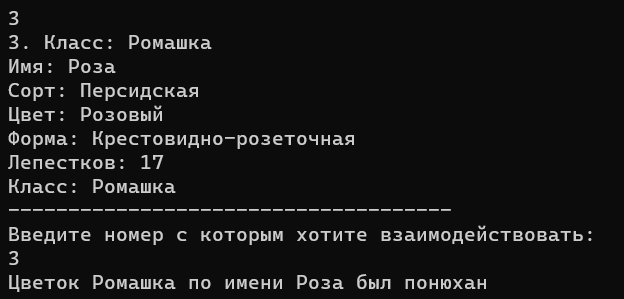 3
3. Класс: Ромашка
Имя: Роза
Сорт: Персидская
Цвет: Розовый
Форма: Крестовидно-розеточная
Лепестков: 17
Класс: Ромашка
-------------------------------------
Введите номер с которым хотите взаимодействовать:
3
Цветок Ромашка по имени Роза был понюхан